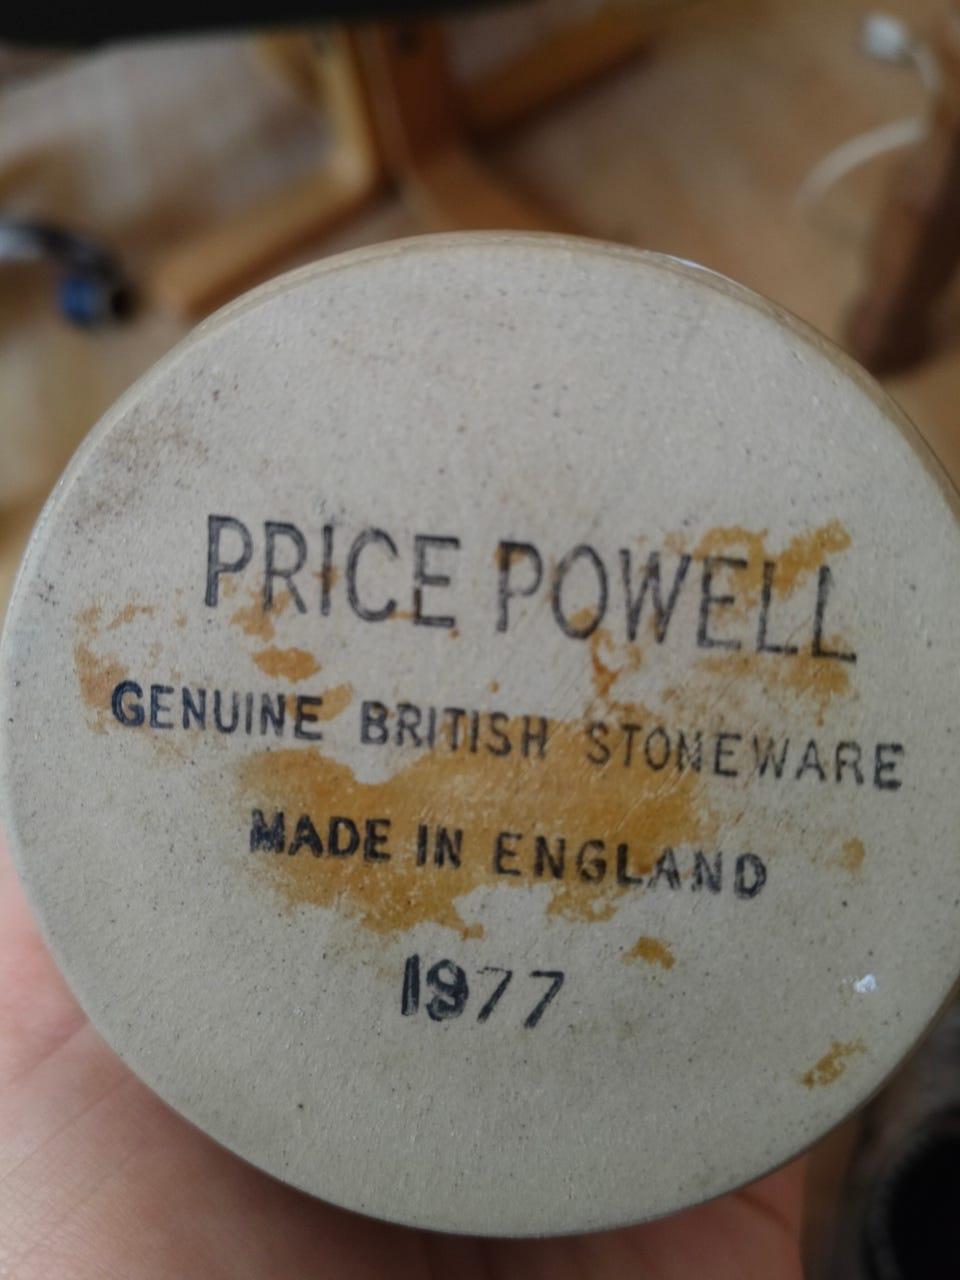 PRICE POWELL
GENUINE BRITISH STONEWARE
MADE IN ENGLAND
1977